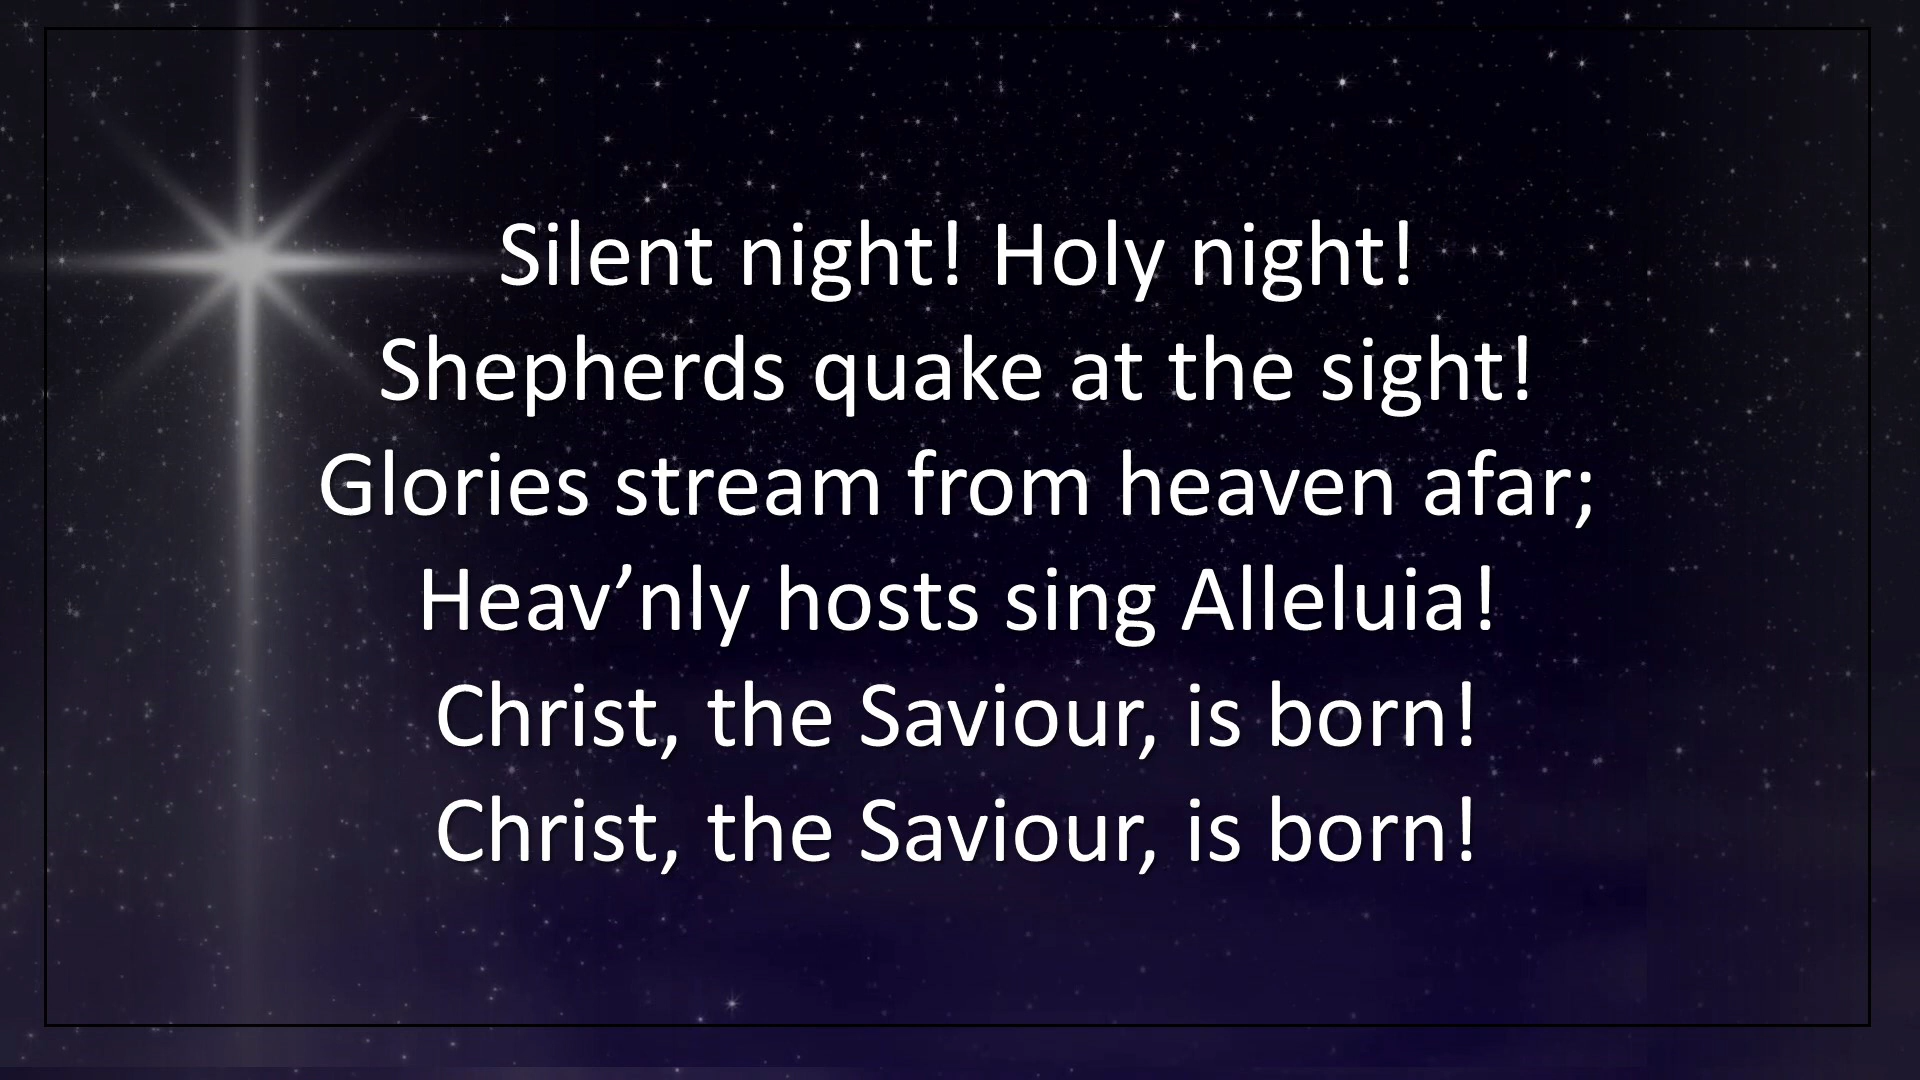 Silent night! Holy night!
Shepherds quake at the sight!
Glories stream from heaven afar;
Heav’nly hosts sing Alleluia!
Christ, the Saviour, is born!
Christ, the Saviour, is born!